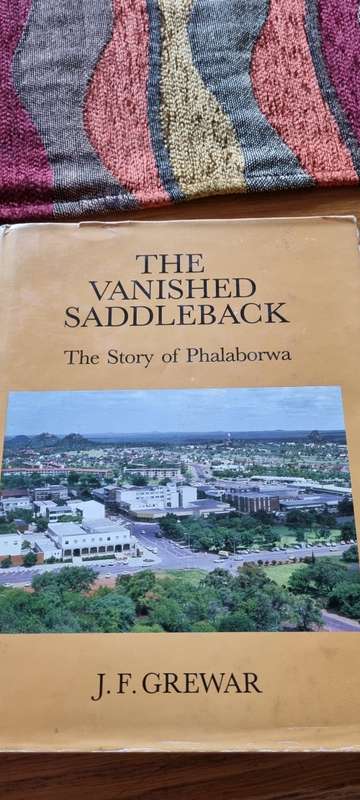 THE
VANISHED
SADDLEBACK
The Story of Phalaborwa
J. F. GREWAR